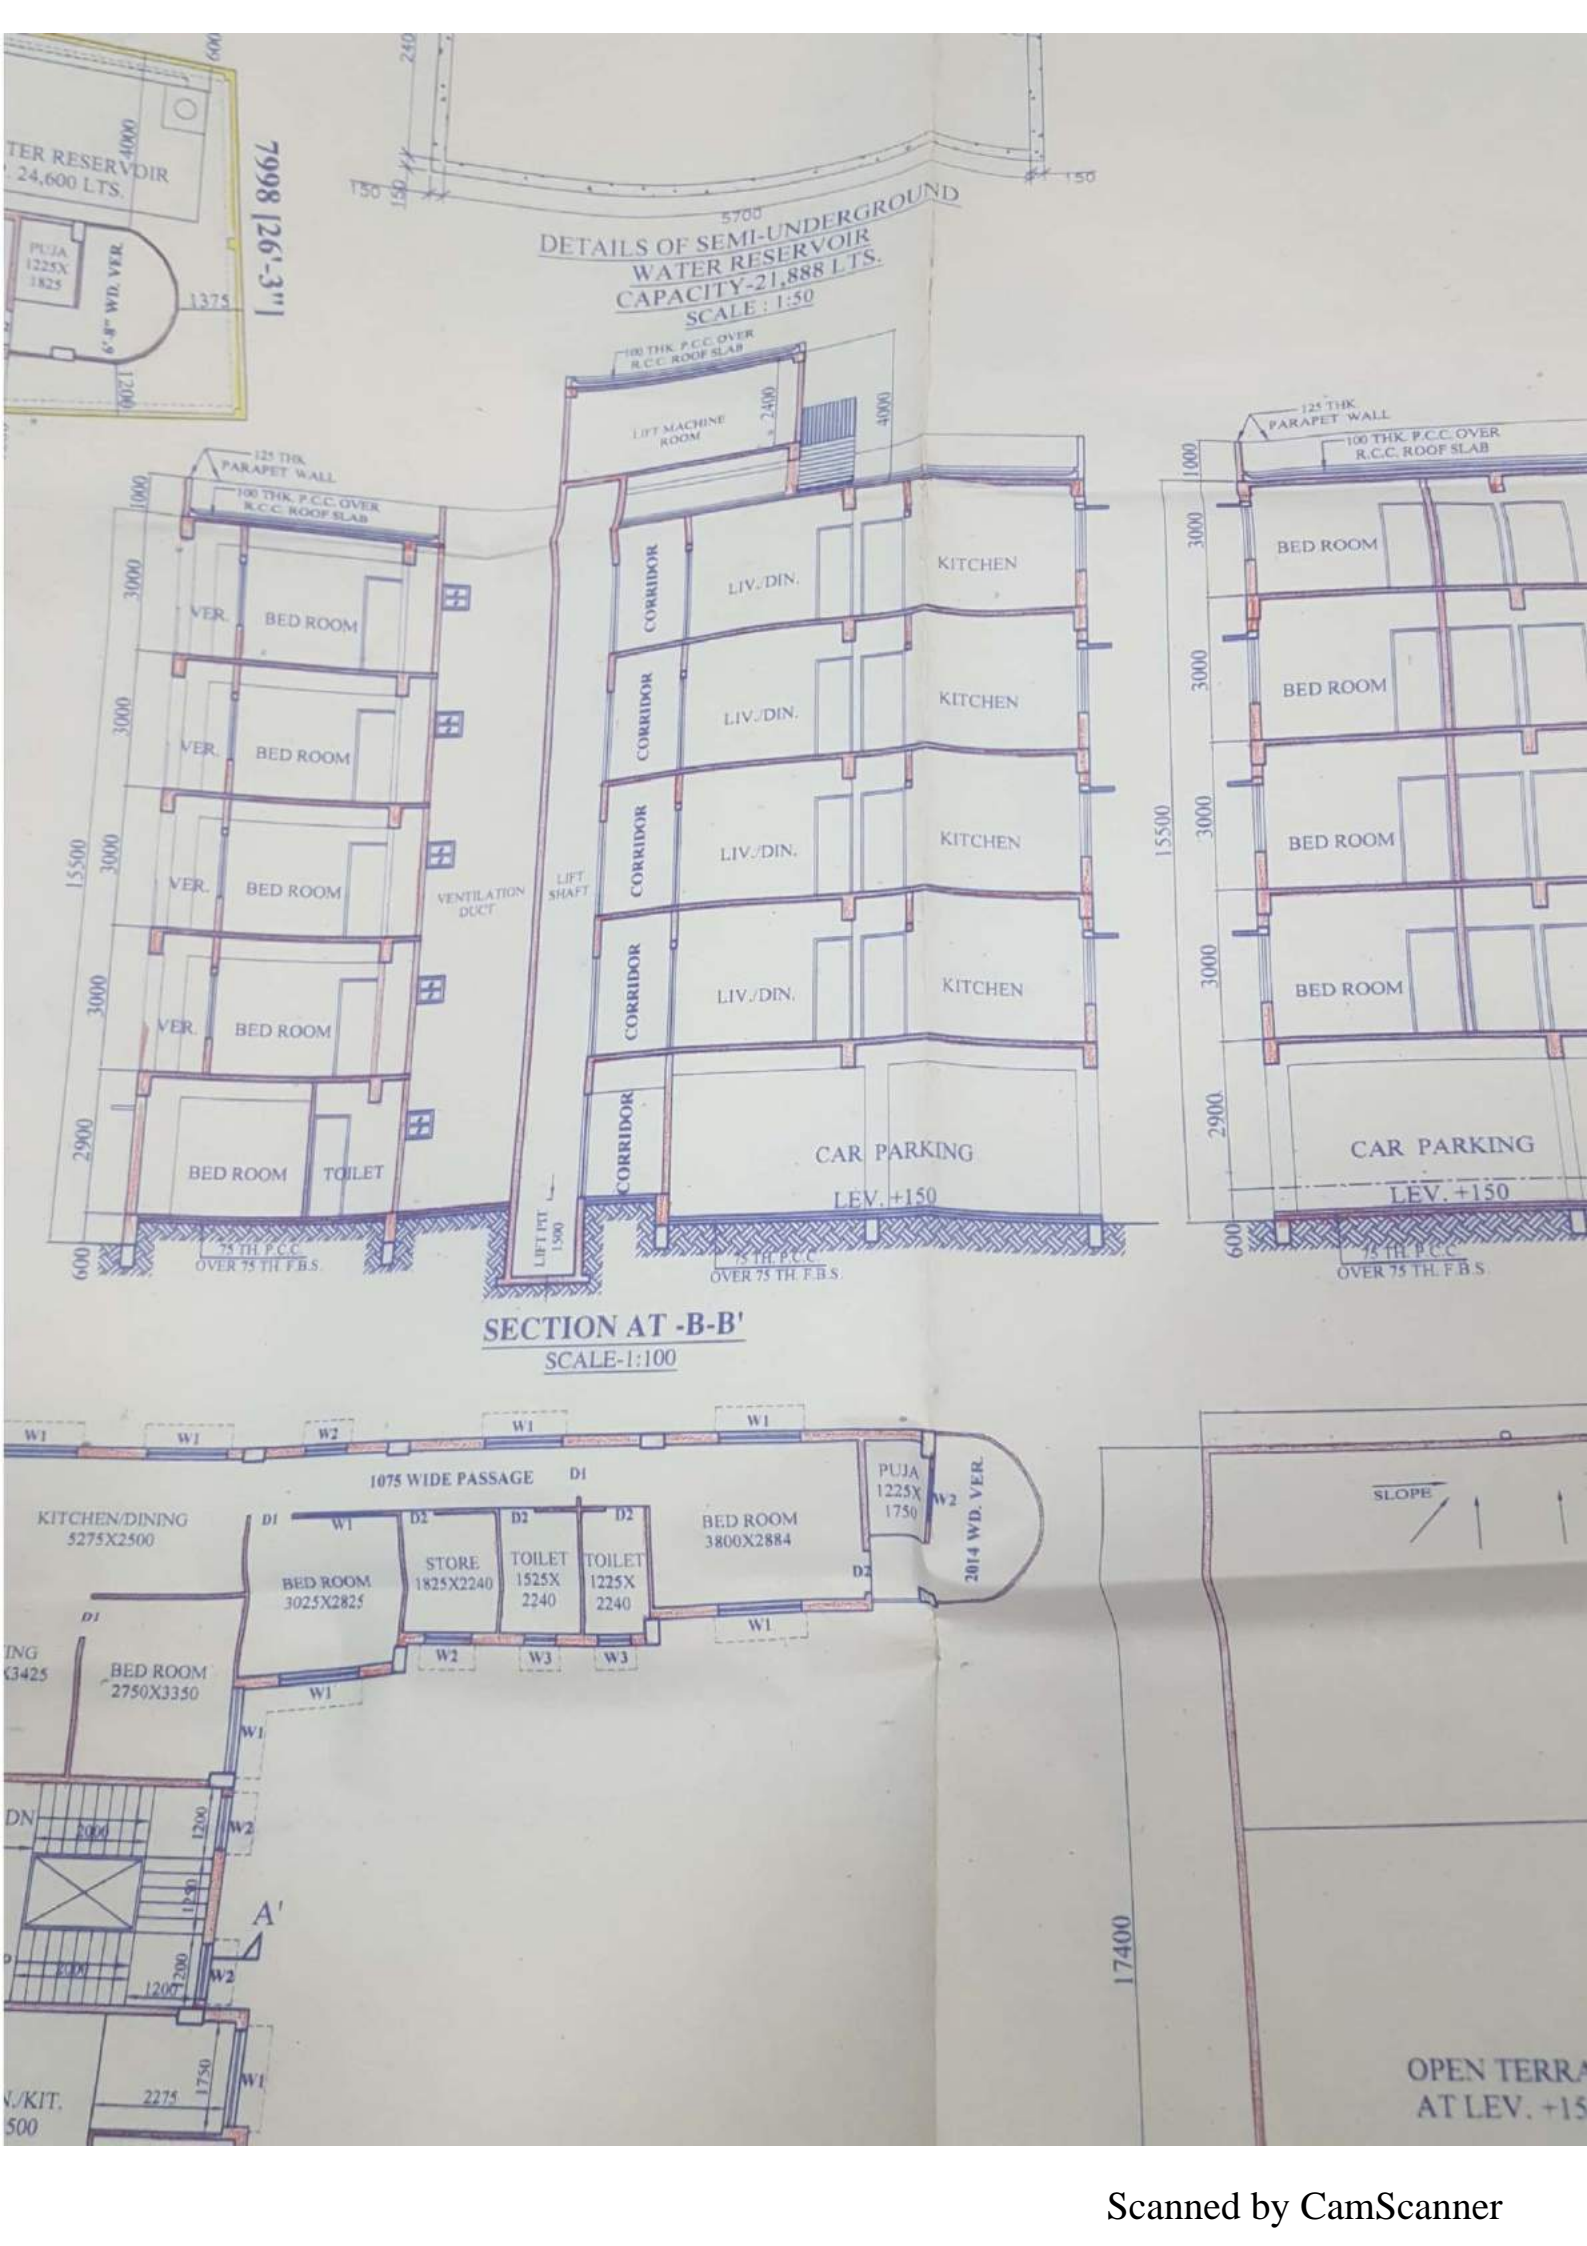 600
4000
TER RESERVOIR
24,600 LTS.
PUJA
1225X
1825
6'-8" WD. VER.
1375
1200
7998 [26'-3"]
240
150
150
5700
150
DETAILS OF SEMI-UNDERGROUND
WATER RESERVOIR
CAPACITY-21,888 LTS.
SCALE : 1:50
100 THK. P.C.C. OVER
R.C.C. ROOF SLAB
LIFT MACHINE
ROOM
2400
4000
125 THK
PARAPET WALL
100 THK. P.C.C. OVER
R.C.C. ROOF SLAB
1000
3000
3000
3000
3000
2900
600
15500
VER.
BED ROOM
VER.
BED ROOM
VER.
BED ROOM
VER.
BED ROOM
BED ROOM
TOILET
VENTILATION
DUCT
LIFT
SHAFT
LIFT PIT
1500
CORRIDOR
LIV./DIN.
KITCHEN
CORRIDOR
LIV./DIN.
KITCHEN
CORRIDOR
LIV./DIN.
KITCHEN
CORRIDOR
LIV./DIN.
KITCHEN
CORRIDOR
CAR PARKING
LEV. +150
75 TH. P.C.C.
OVER 75 TH. F.B.S.
75 TH. P.C.C.
OVER 75 TH. F.B.S.
125 THK.
PARAPET WALL
100 THK. P.C.C. OVER
R.C.C. ROOF SLAB
1000
3000
3000
3000
3000
2900
600
15500
BED ROOM
BED ROOM
BED ROOM
BED ROOM
CAR PARKING
LEV. +150
75 TH. P.C.C.
OVER 75 TH. F.B.S.
SECTION AT -B-B'
SCALE-1:100
W1
W1
W2
W1
W1
1075 WIDE PASSAGE
D1
KITCHEN/DINING
5275X2500
D1
W1
D2
D2
D2
BED ROOM
3025X2825
STORE
1825X2240
TOILET
1525X
2240
TOILET
1225X
2240
BED ROOM
3800X2884
PUJA
1225X
1750
W2
2014 WD. VER.
D2
D1
ING
X3425
BED ROOM
2750X3350
W1
W2
W3
W3
W1
W1
DN
2000
1200
W2
1250
A'
2000
1200
1200
W2
1750
2275
W1
N./KIT.
500
SLOPE
17400
OPEN TERRA
AT LEV. +15
Scanned by CamScanner